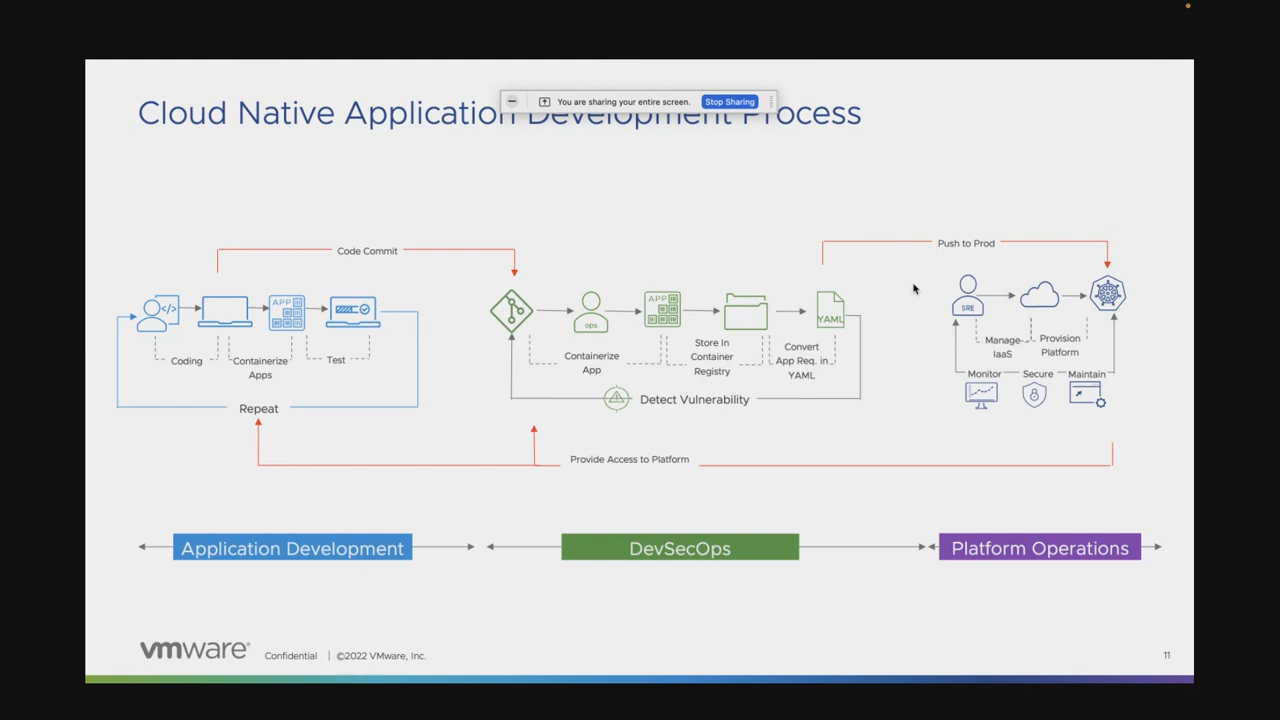 You are sharing your entire screen.
Stop Sharing
Cloud Native Application Development Process
Code Commit
Push to Prod
</>
APP
Coding
Containerize
Apps
Test
Repeat
ops
APP
YAML
Containerize
App
Store In
Container
Registry
Convert
App Req. in
YAML
Detect Vulnerability
SRE
Manage
IaaS
Provision
Platform
Monitor
Secure
Maintain
Provide Access to Platform
Application Development
DevSecOps
Platform Operations
vmware®
Confidential | ©2022 VMware, Inc.
11